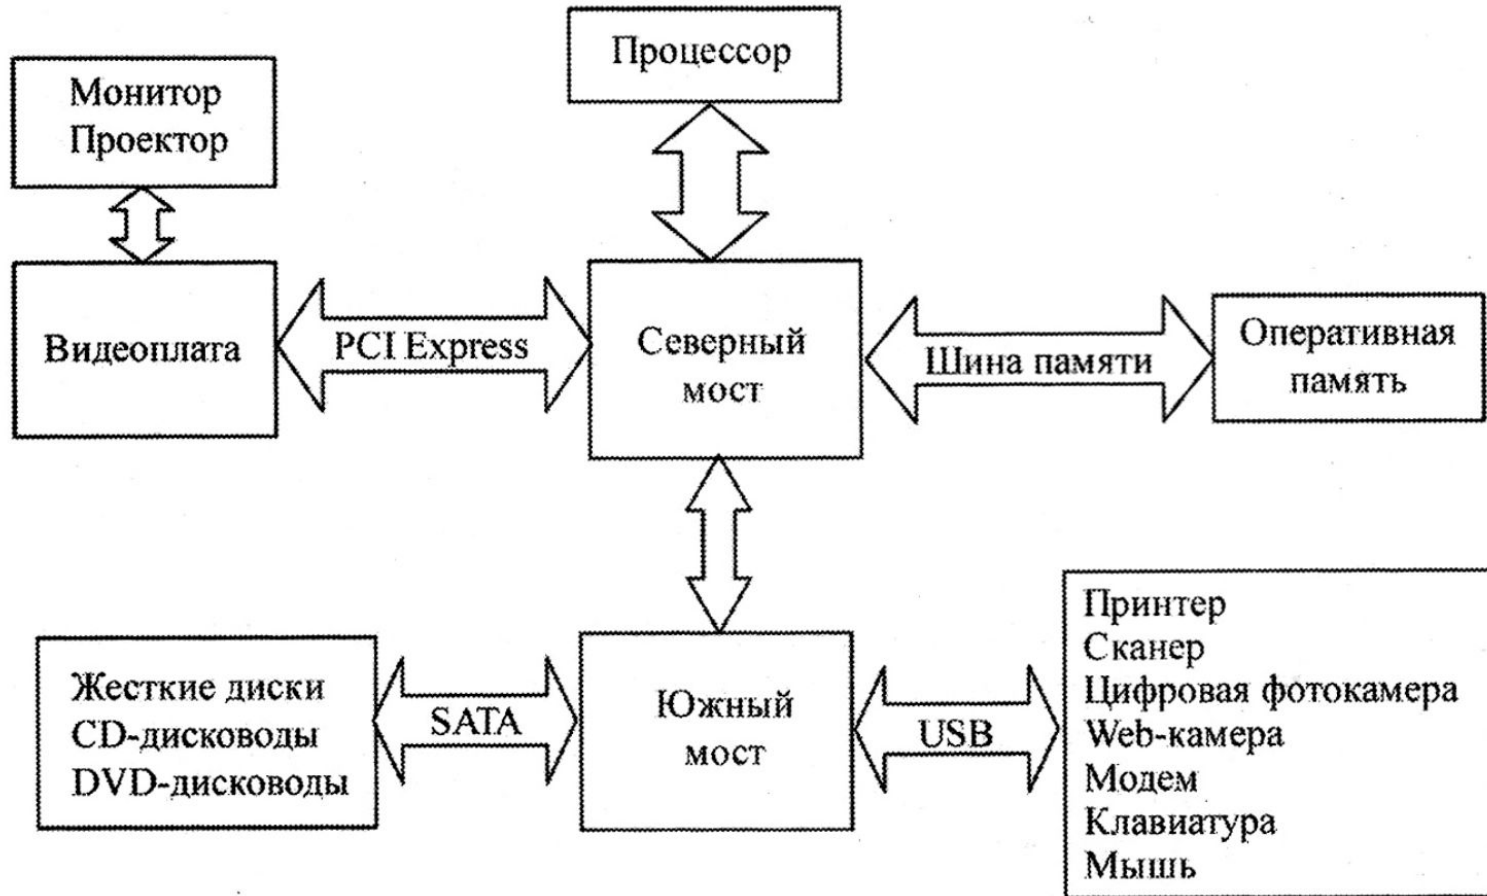 Процессор
Монитор
Проектор
Видеоплата
PCI Express
Северный
мост
Шина памяти
Оперативная
память
Жесткие диски
CD-дисководы
DVD-дисководы
SATA
Южный
мост
USB
Принтер
Сканер
Цифровая фотокамера
Web-камера
Модем
Клавиатура
Мышь